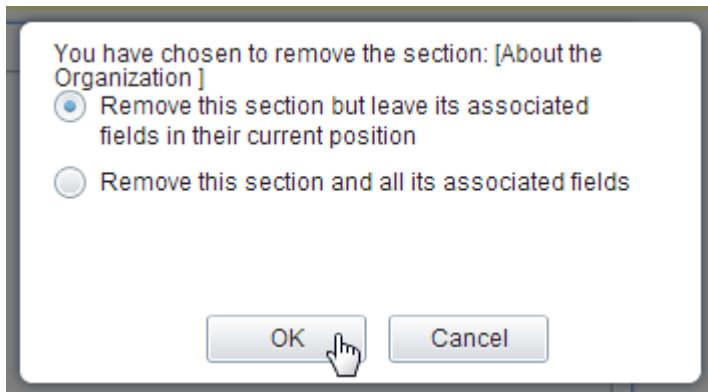 You have chosen to remove the section: [About the
Organization ]
Remove this section but leave its associated
fields in their current position
Remove this section and all its associated fields
OK
Cancel